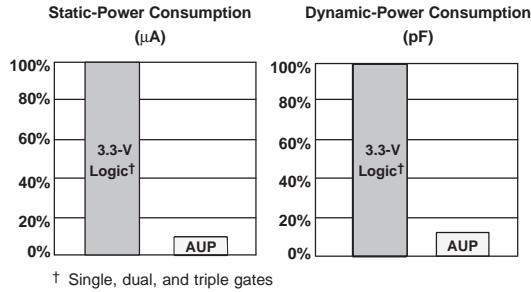 Static-Power Consumption
(μA)
100%
80%
60%
40%
20%
0%
3.3-V
Logic†
AUP
Dynamic-Power Consumption
(pF)
100%
80%
60%
40%
20%
0%
3.3-V
Logic†
AUP
† Single, dual, and triple gates